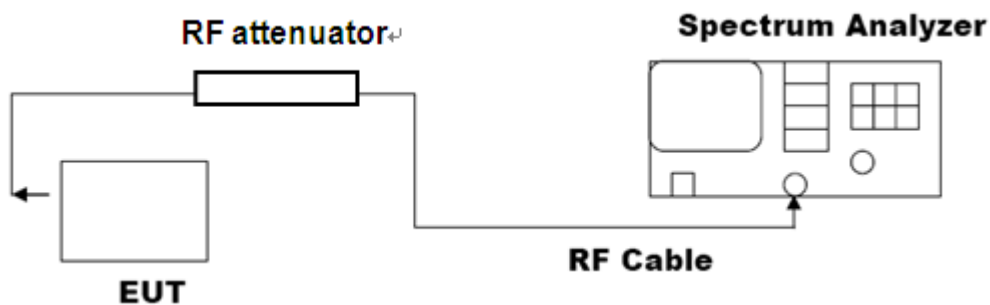 RF attenuator↵
Spectrum Analyzer
RF Cable
EUT